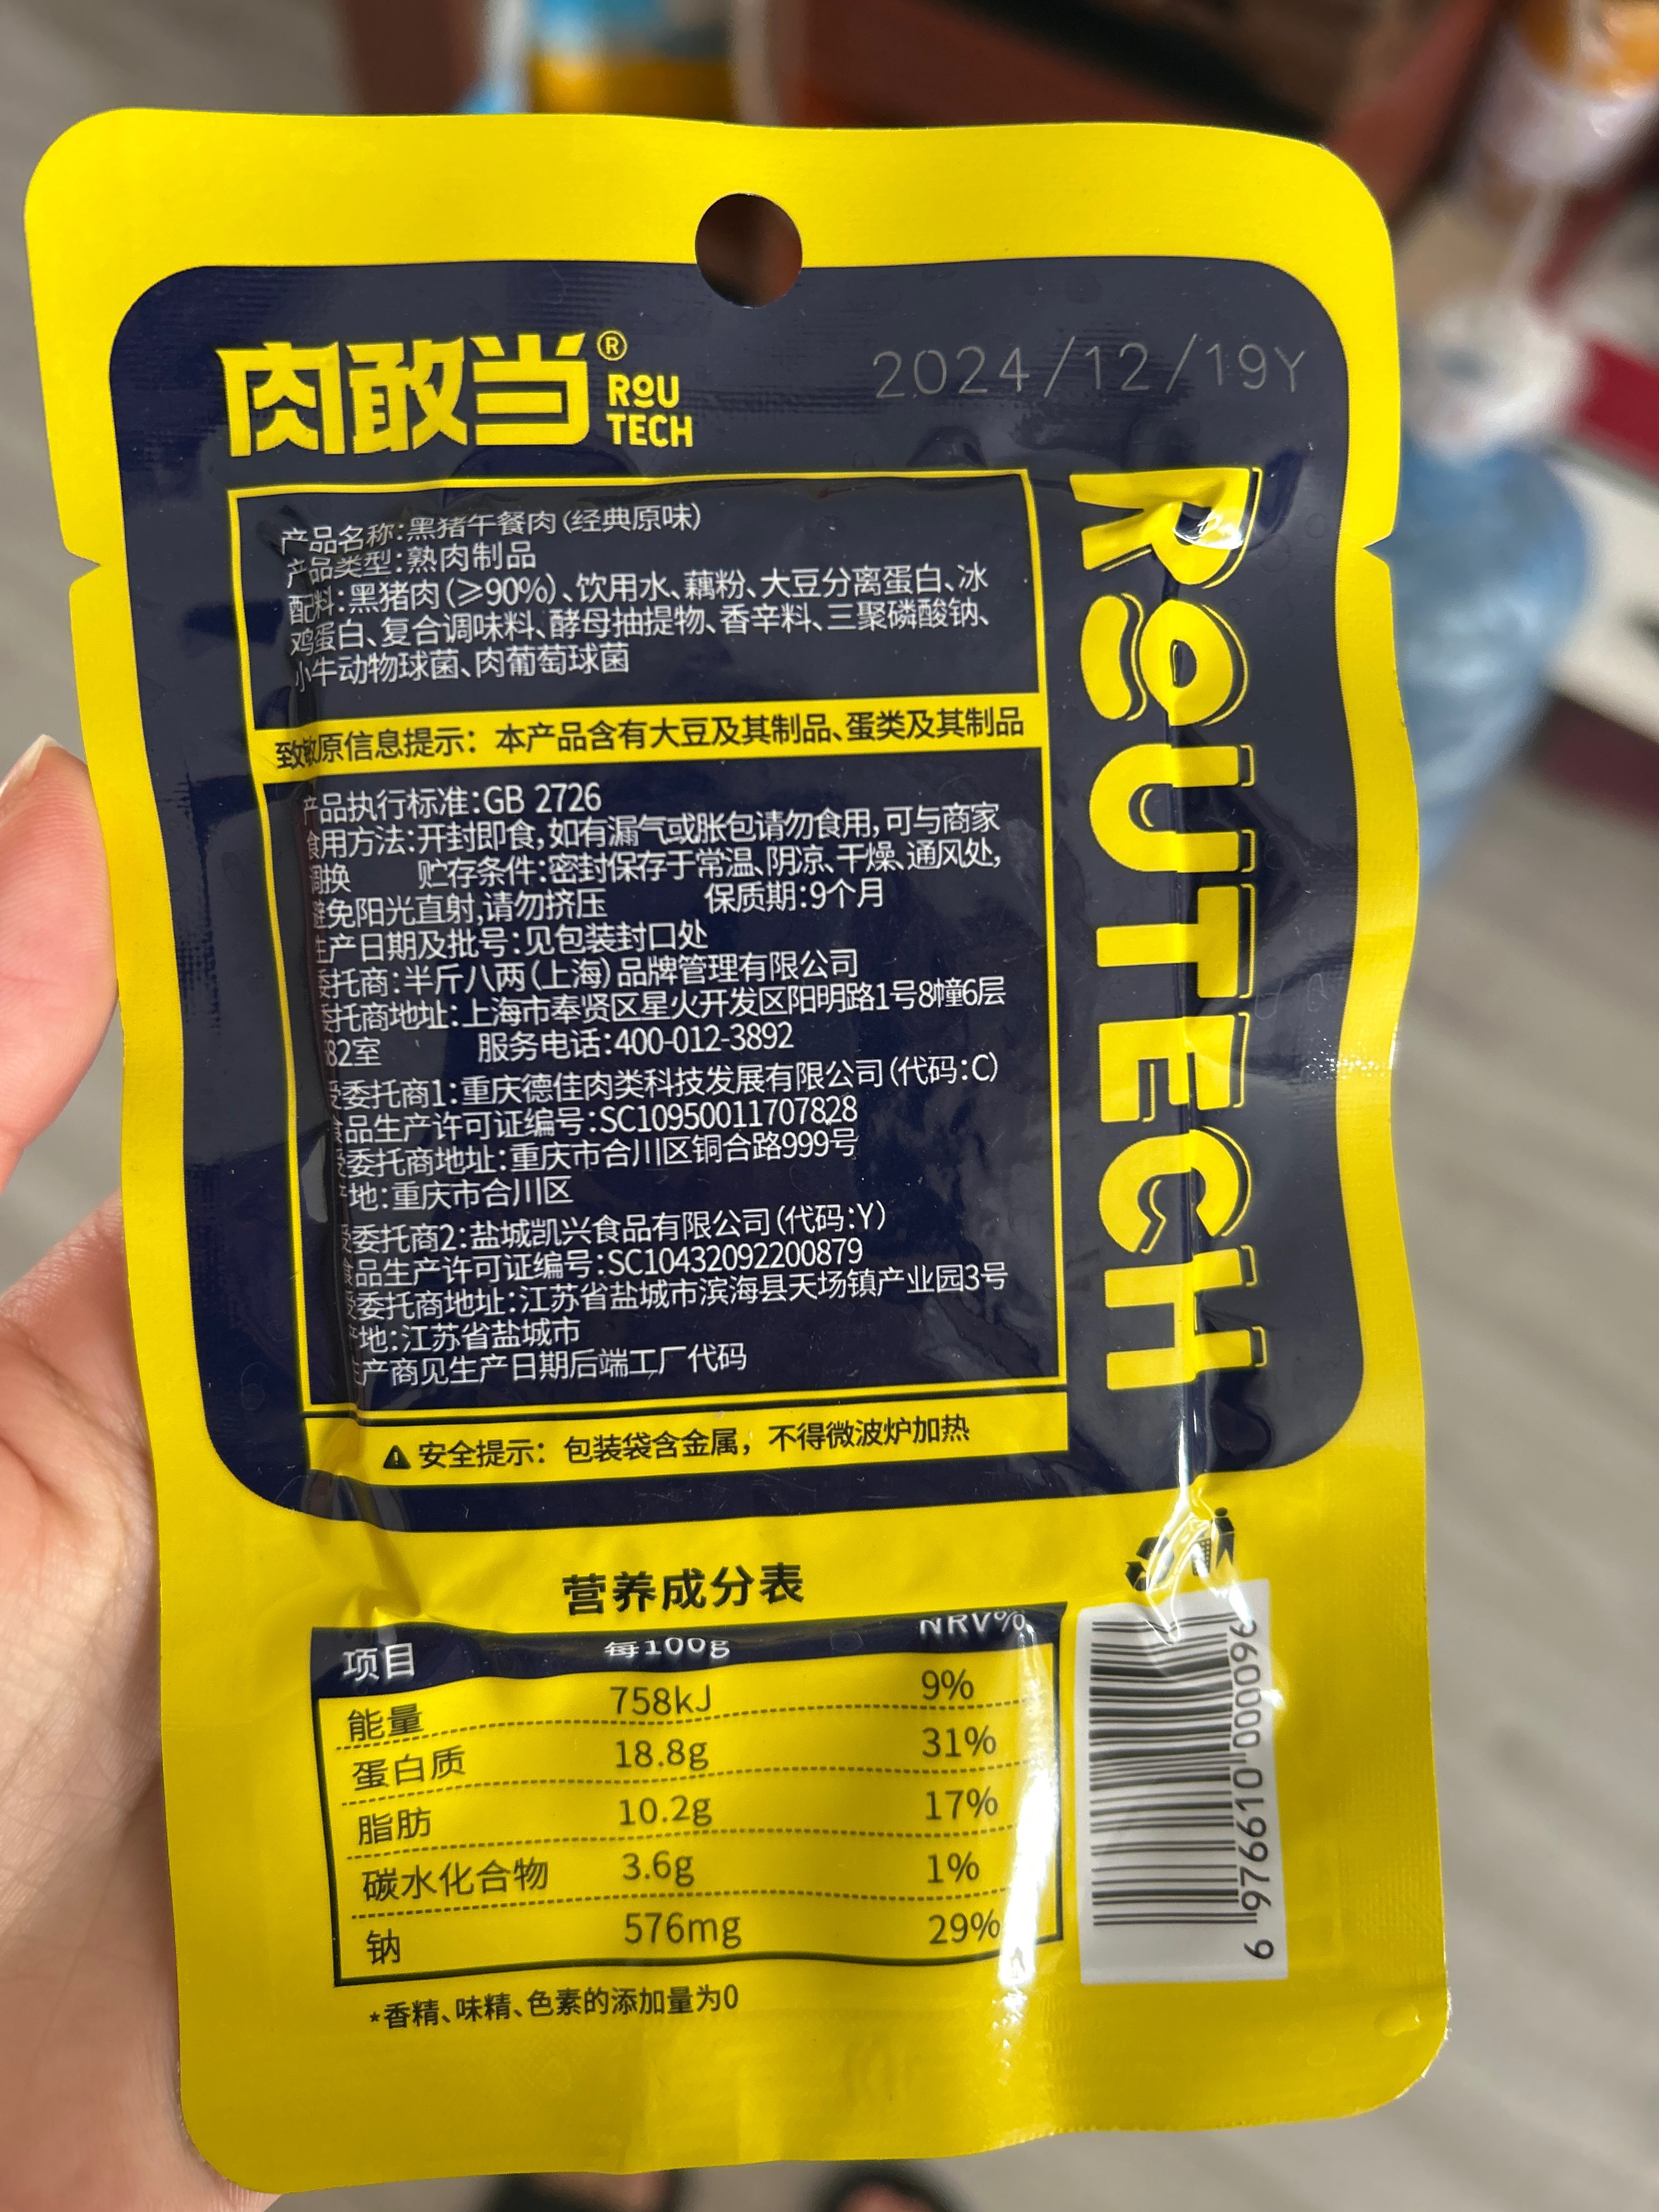 肉敢当®
ROU
TECH
2024/12/19Y
ROUTECH
产品名称:黑猪午餐肉(经典原味)
产品类型:熟肉制品
配料:黑猪肉(≥90%)、饮用水、藕粉、大豆分离蛋白、冰
鸡蛋白、复合调味料、酵母抽提物、香辛料、三聚磷酸钠、
小牛动物球菌、肉葡萄球菌
致敏原信息提示:本产品含有大豆及其制品、蛋类及其制品
产品执行标准:GB 2726
食用方法:开封即食,如有漏气或胀包请勿食用,可与商家
调换 贮存条件:密封保存于常温、阴凉、干燥、通风处,
避免阳光直射,请勿挤压 保质期:9个月
生产日期及批号:见包装封口处
委托商:半斤八两(上海)品牌管理有限公司
委托商地址:上海市奉贤区星火开发区阳明路1号8幢6层
82室 服务电话:400-012-3892
受委托商1:重庆德佳肉类科技发展有限公司(代码:C)
食品生产许可证编号:SC10950011707828
受委托商地址:重庆市合川区铜合路999号
产地:重庆市合川区
受委托商2:盐城凯兴食品有限公司(代码:Y)
食品生产许可证编号:SC10432092200879
受委托商地址:江苏省盐城市滨海县天场镇产业园3号
产地:江苏省盐城市
生产商见生产日期后端工厂代码
安全提示:包装袋含金属,不得微波炉加热
营养成分表
项目 每100g NRV%
能量 758kJ 9%
蛋白质 18.8g 31%
脂肪 10.2g 17%
碳水化合物 3.6g 1%
钠 576mg 29%
*香精、味精、色素的添加量为0